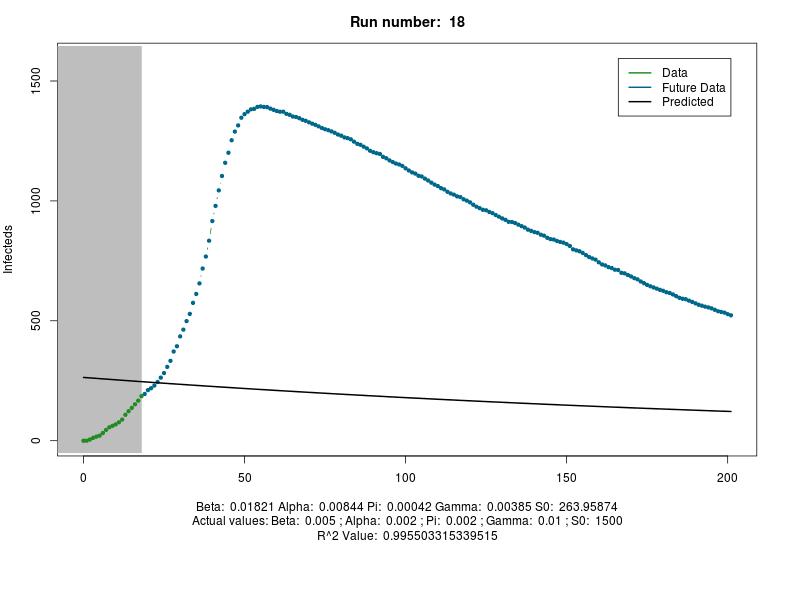 Run number: 18
1500
1000
500
0
Infecteds
Data
Future Data
Predicted
0 50 100 150 200
Beta: 0.01821 Alpha: 0.00844 Pi: 0.00042 Gamma: 0.00385 S0: 263.95874
Actual values: Beta: 0.005 ; Alpha: 0.002 ; Pi: 0.002 ; Gamma: 0.01 ; S0: 1500
R^2 Value: 0.995503315339515